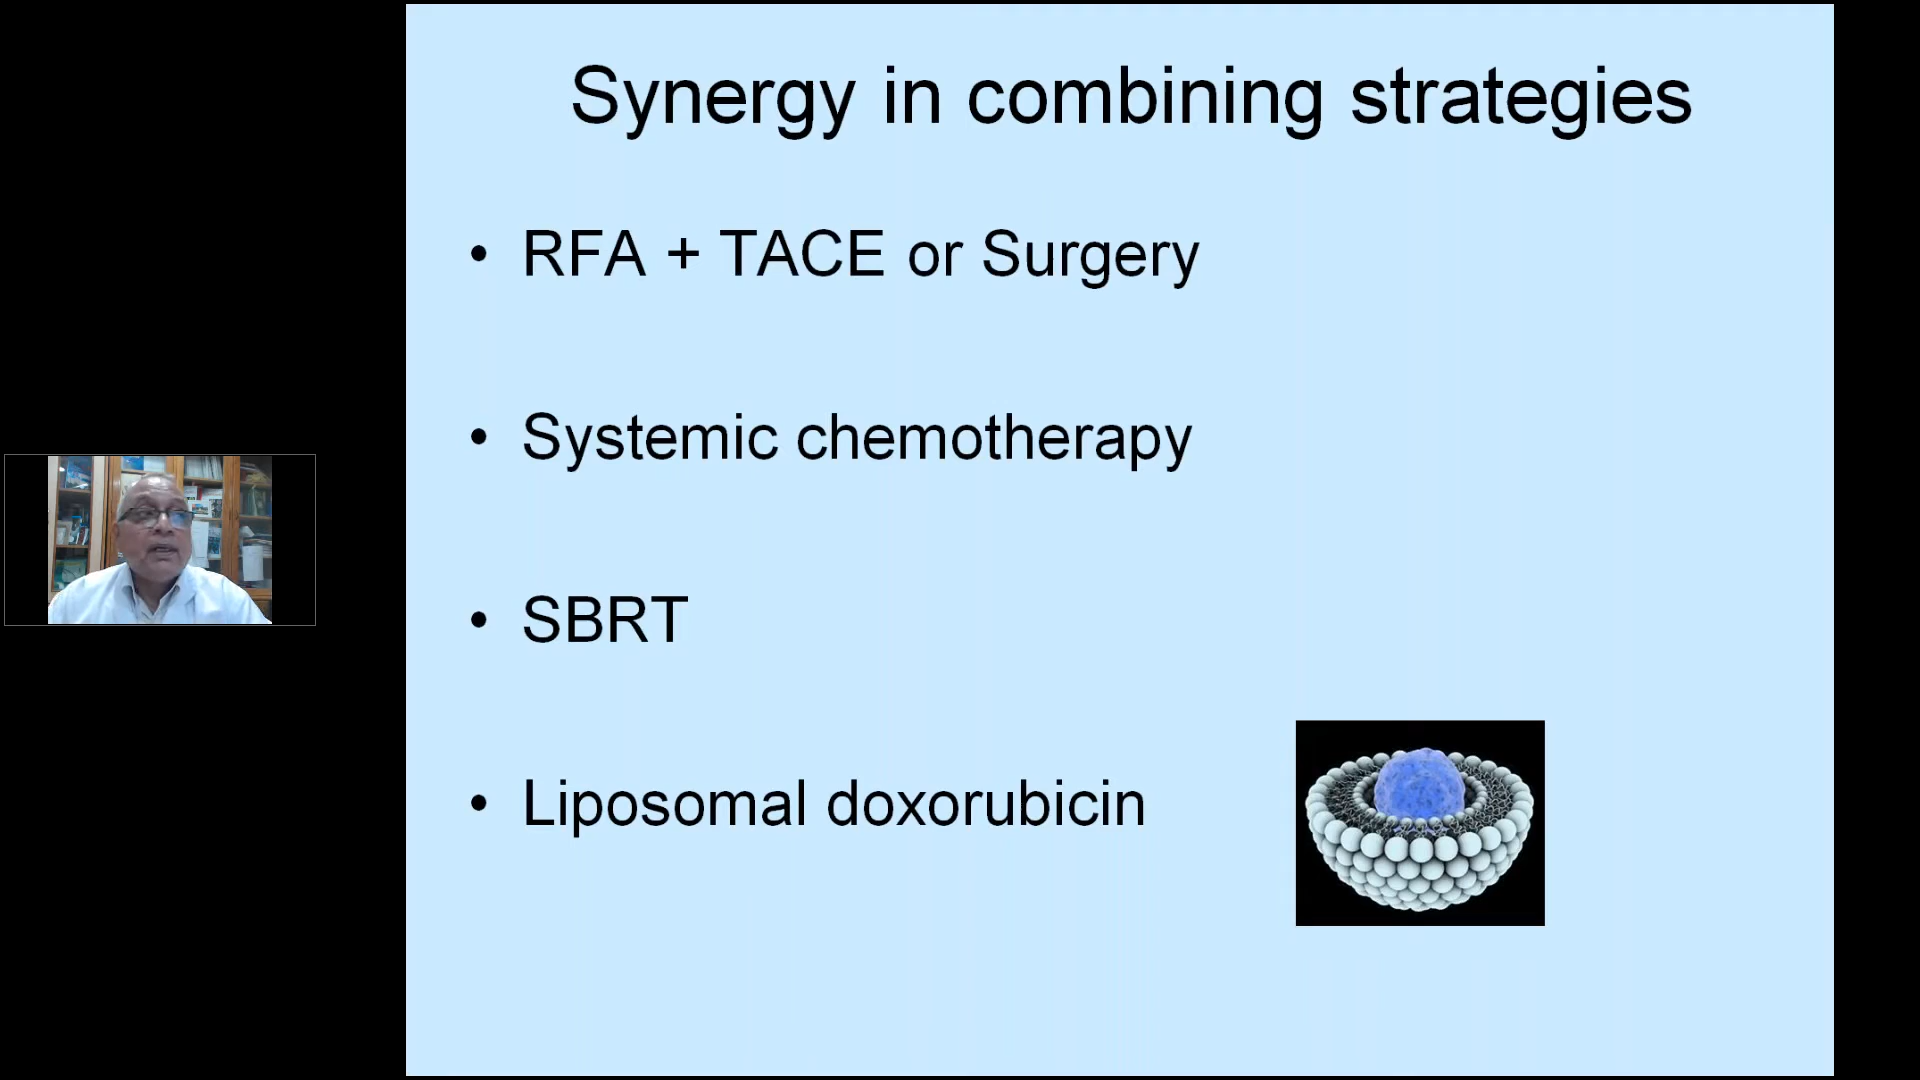 Synergy in combining strategies
• RFA + TACE or Surgery
• Systemic chemotherapy
• SBRT
• Liposomal doxorubicin